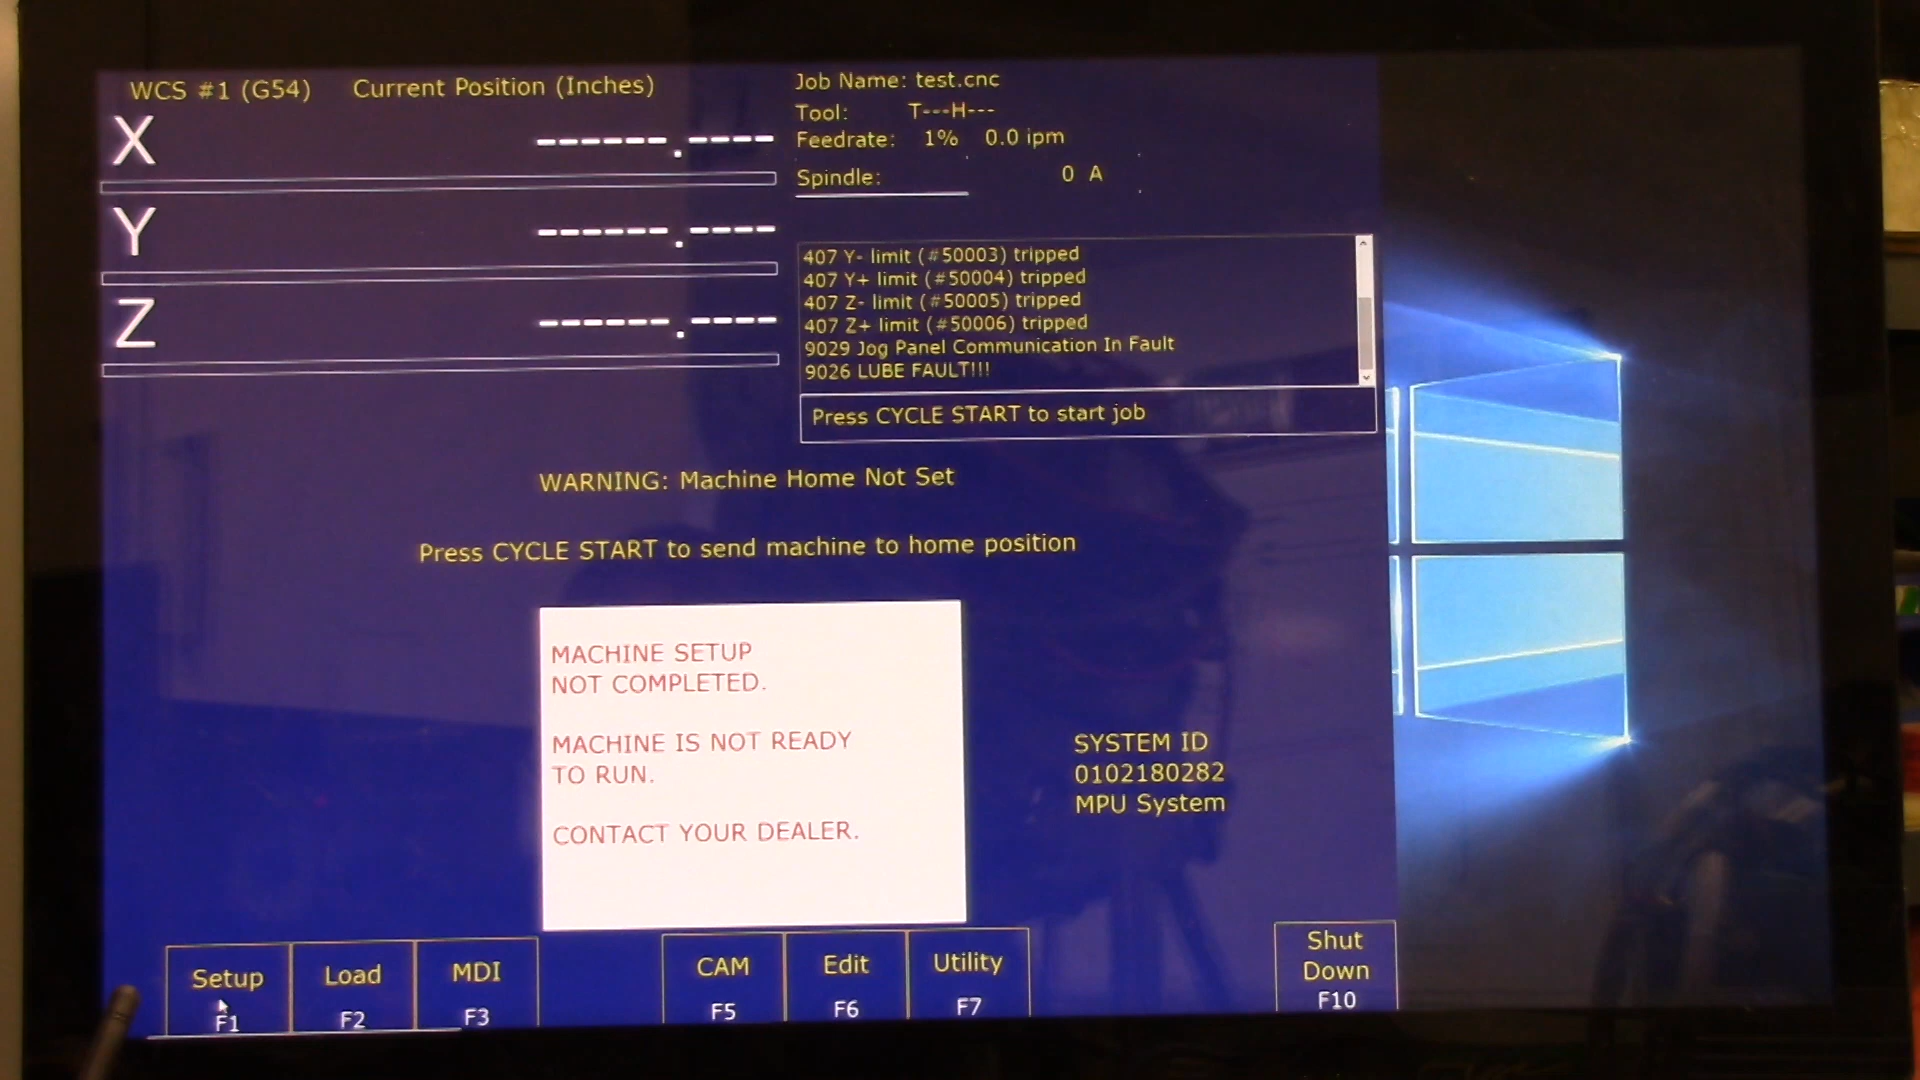 WCS #1 (G54) Current Position (Inches)
X ------.----
Y ------.----
Z ------.----
Job Name: test.cnc
Tool: T---H---
Feedrate: 1% 0.0 ipm
Spindle: 0 A
407 Y- limit (#50003) tripped
407 Y+ limit (#50004) tripped
407 Z- limit (#50005) tripped
407 Z+ limit (#50006) tripped
9029 Jog Panel Communication In Fault
9026 LUBE FAULT!!!
Press CYCLE START to start job
WARNING: Machine Home Not Set
Press CYCLE START to send machine to home position
MACHINE SETUP
NOT COMPLETED.
MACHINE IS NOT READY
TO RUN.
CONTACT YOUR DEALER.
SYSTEM ID
0102180282
MPU System
Setup
F1
Load
F2
MDI
F3
CAM
F5
Edit
F6
Utility
F7
Shut
Down
F10